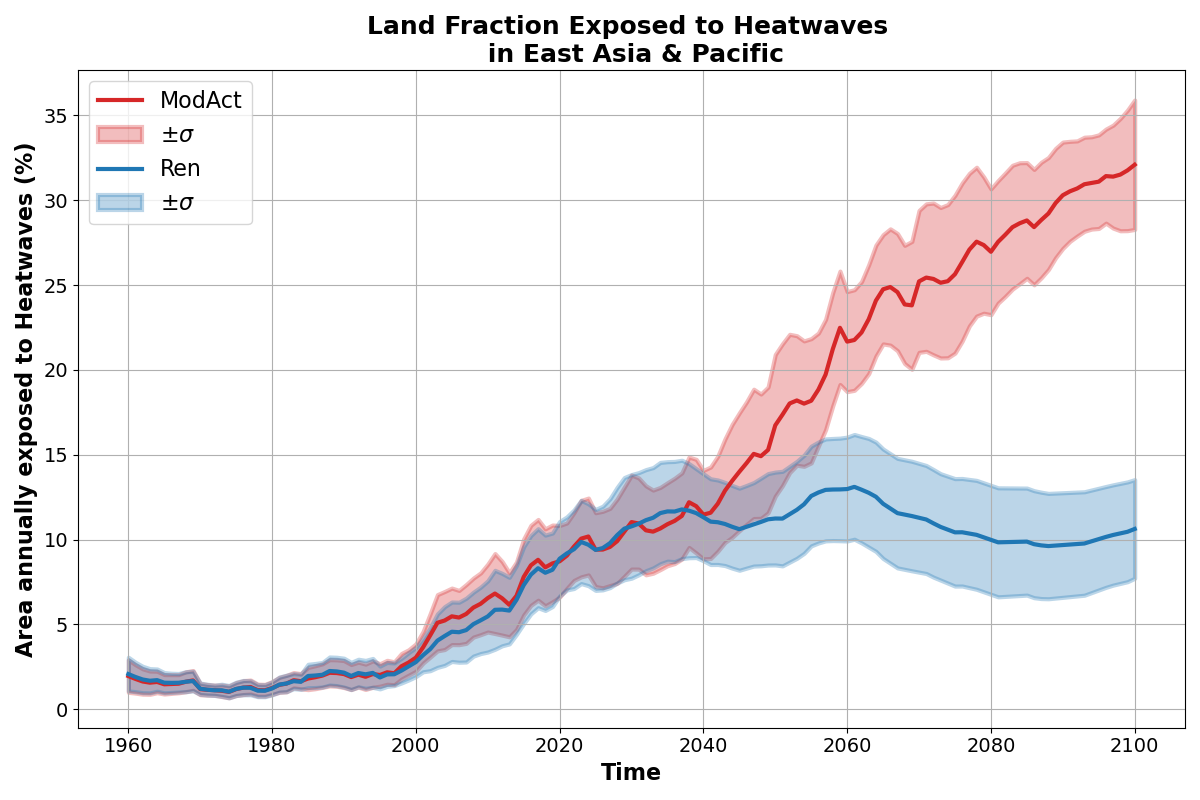 Land Fraction Exposed to Heatwaves
in East Asia & Pacific
Area annually exposed to Heatwaves (%)
ModAct
±σ
Ren
±σ
35
30
25
20
15
10
5
0
1960 1980 2000 2020 2040 2060 2080 2100
Time